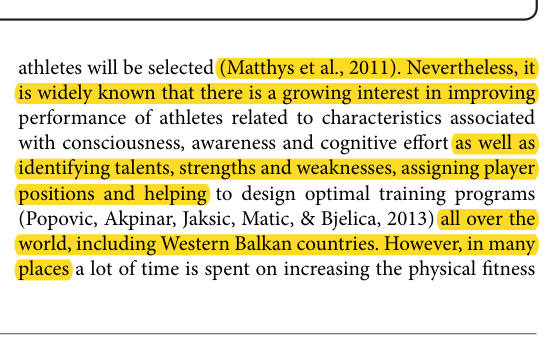 athletes will be selected (Matthys et al., 2011). Nevertheless, it
is widely known that there is a growing interest in improving
performance of athletes related to characteristics associated
with consciousness, awareness and cognitive effort as well as
identifying talents, strengths and weaknesses, assigning player
positions and helping to design optimal training programs
(Popovic, Akpinar, Jaksic, Matic, & Bjelica, 2013) all over the
world, including Western Balkan countries. However, in many
places a lot of time is spent on increasing the physical fitness